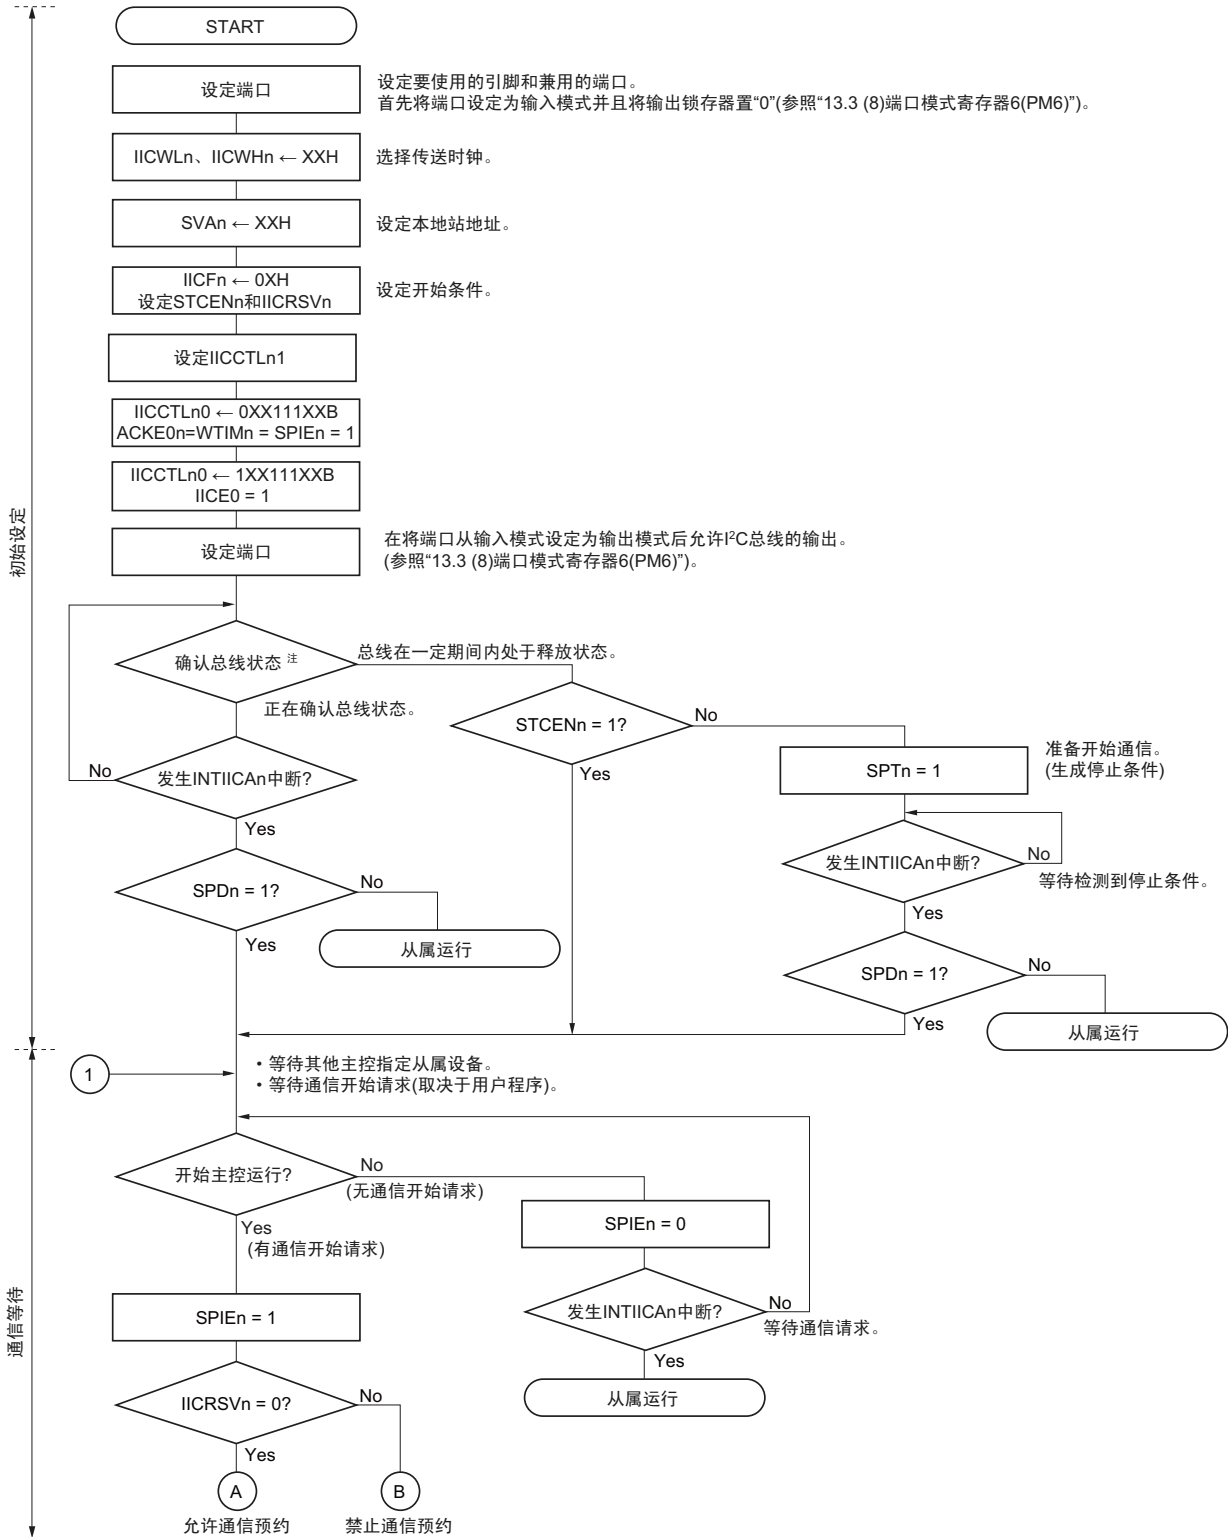 START
设定端口
设定要使用的引脚和兼用的端口。
首先将端口设定为输入模式并且将输出锁存器置“0”(参照“13.3 (8)端口模式寄存器6(PM6)”)。
IICWLn、IICWHn ← XXH
选择传送时钟。
SVAn ← XXH
设定本地站地址。
IICFn ← 0XH
设定STCENn和IICRSVn
设定开始条件。
设定IICCTLn1
IICCTLn0 ← 0XX111XXB
ACKE0n=WTIMn = SPIEn = 1
IICCTLn0 ← 1XX111XXB
IICE0 = 1
初始设定
设定端口
在将端口从输入模式设定为输出模式后允许I²C总线的输出。
(参照“13.3 (8)端口模式寄存器6(PM6)”)。
确认总线状态 注
总线在一定期间内处于释放状态。
正在确认总线状态。
STCENn = 1?
No
Yes
SPTn = 1
准备开始通信。
(生成停止条件)
No
发生INTIICAn中断?
Yes
发生INTIICAn中断?
No
等待检测到停止条件。
Yes
SPDn = 1?
No
Yes
从属运行
SPDn = 1?
No
Yes
从属运行
1
・等待其他主控指定从属设备。
・等待通信开始请求(取决于用户程序)。
开始主控运行?
No
(无通信开始请求)
Yes
(有通信开始请求)
SPIEn = 0
通信等待
SPIEn = 1
发生INTIICAn中断?
No
等待通信请求。
Yes
从属运行
IICRSVn = 0?
No
Yes
A
B
允许通信预约
禁止通信预约